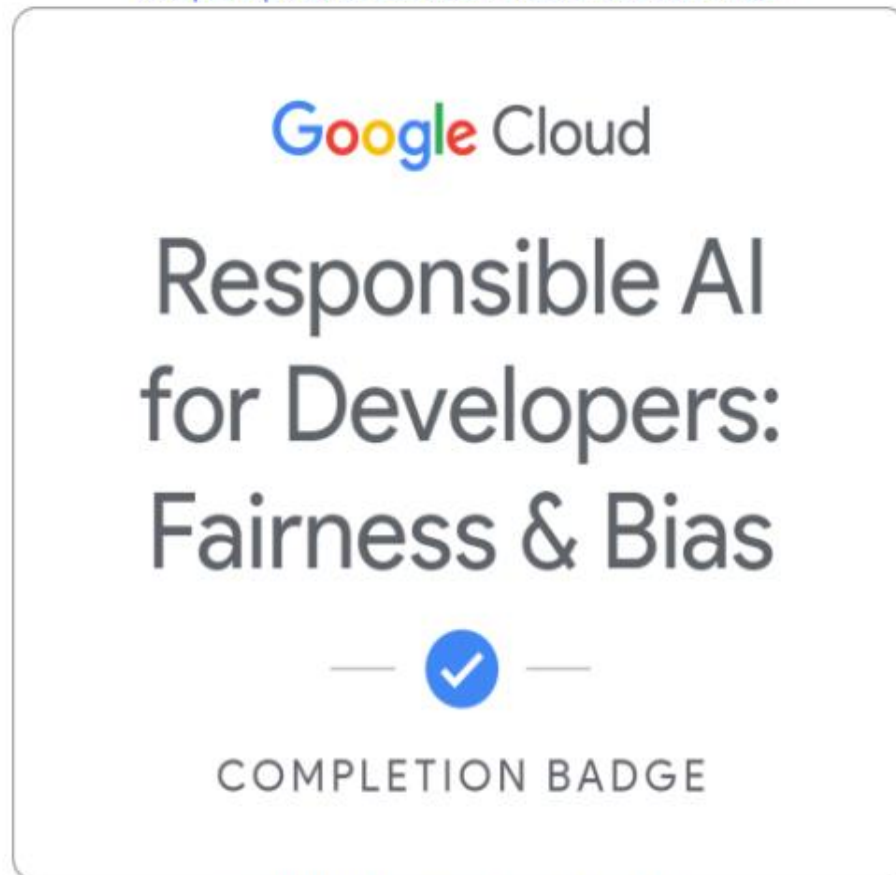 Google Cloud
Responsible AI
for Developers:
Fairness & Bias
COMPLETION BADGE